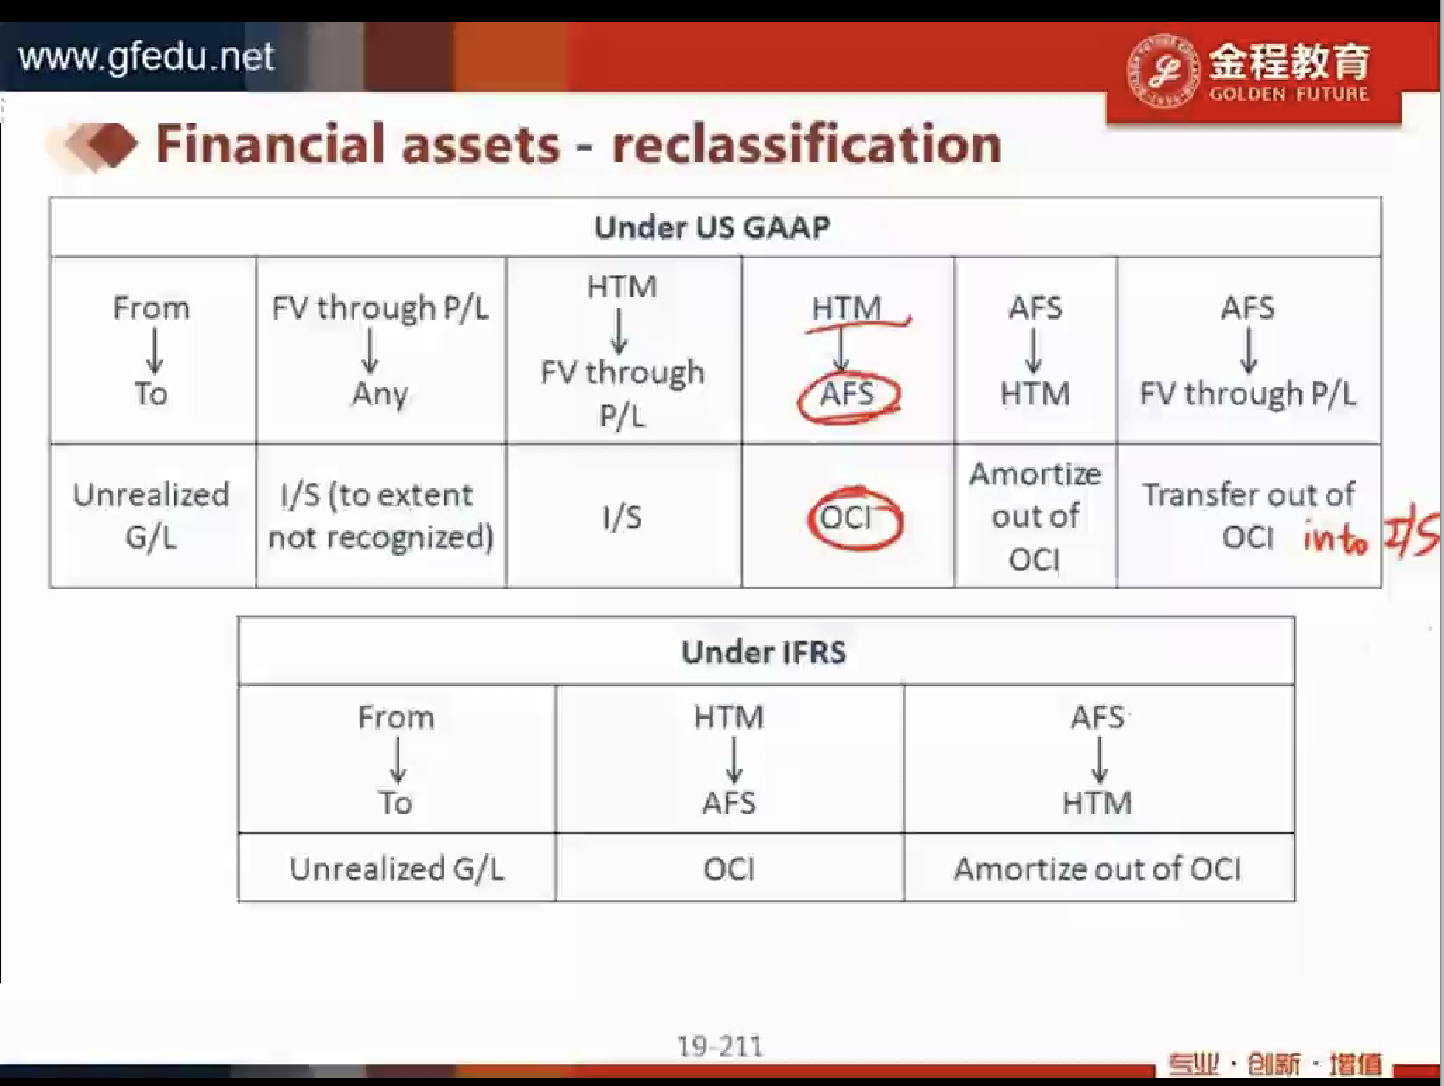 www.gfedu.net
金程教育
GOLDEN FUTURE
Financial assets - reclassification
Under US GAAP
From
↓
To
FV through P/L
↓
Any
HTM
↓
FV through
P/L
HTM
↓
AFS
AFS
↓
HTM
AFS
↓
FV through P/L
Unrealized
G/L
I/S (to extent
not recognized)
I/S
OCI
Amortize
out of
OCI
Transfer out of
OCI into I/S
Under IFRS
From
↓
To
HTM
↓
AFS
AFS
↓
HTM
Unrealized G/L
OCI
Amortize out of OCI
19-211
专业·创新·增值